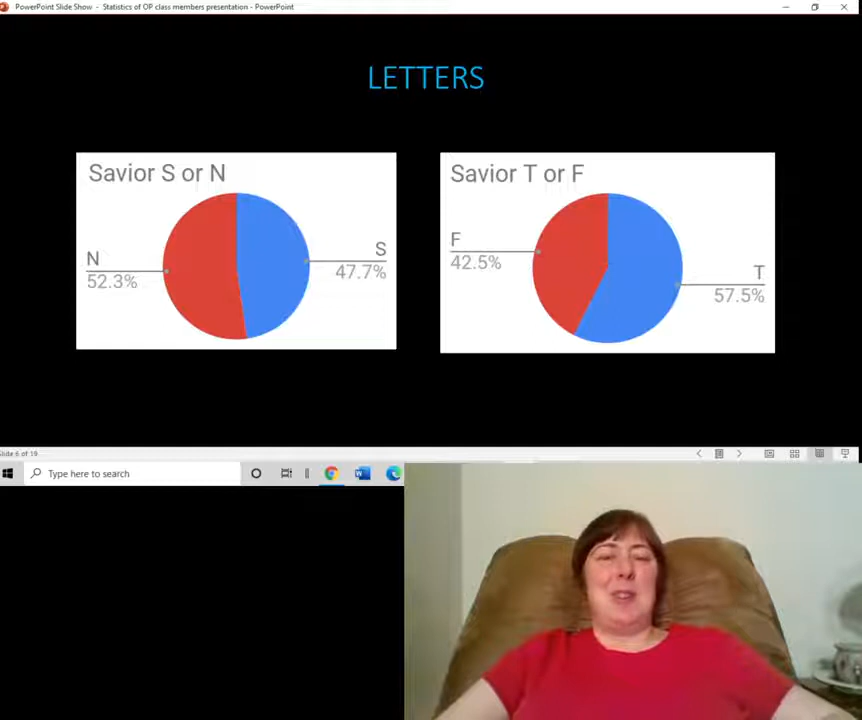 PowerPoint Slide Show - Statistics of OP class members presentation - PowerPoint
LETTERS
Savior S or N
N
52.3%
S
47.7%
Savior T or F
F
42.5%
T
57.5%
Slide 6 of 19
Type here to search